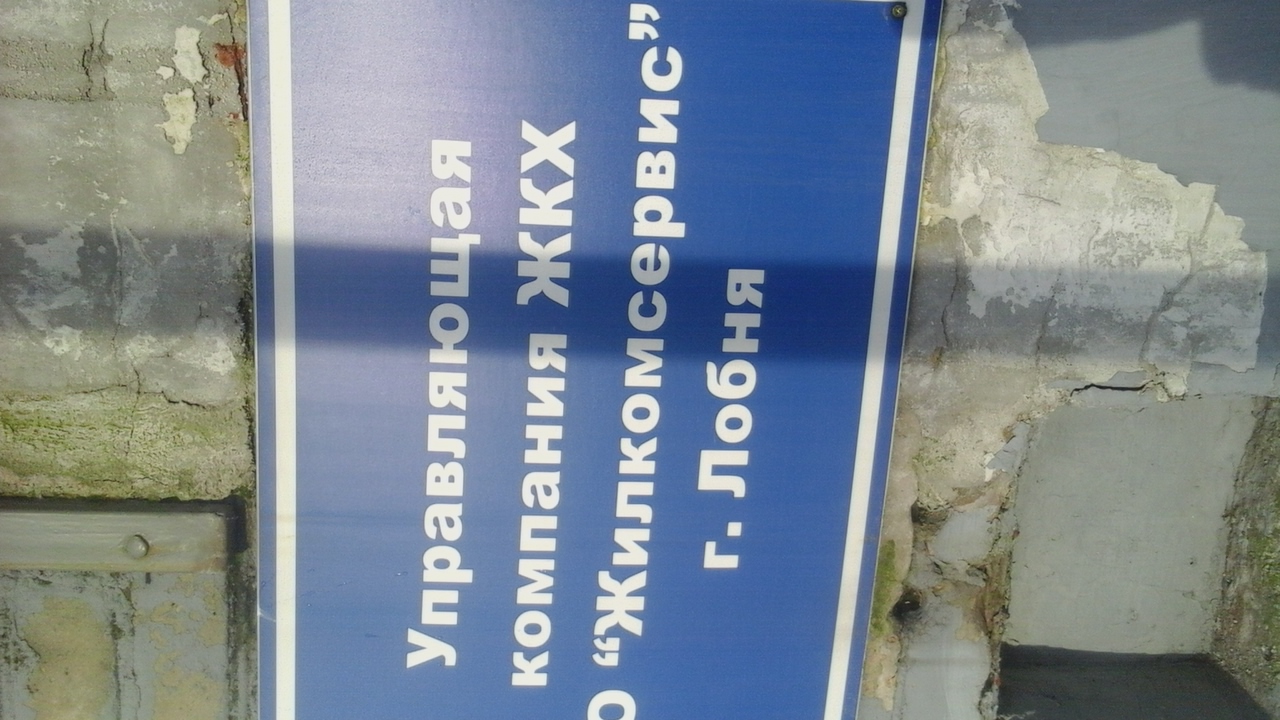 Управляющая
компания ЖКХ
о “Жилкомсервис”
г. Лобня